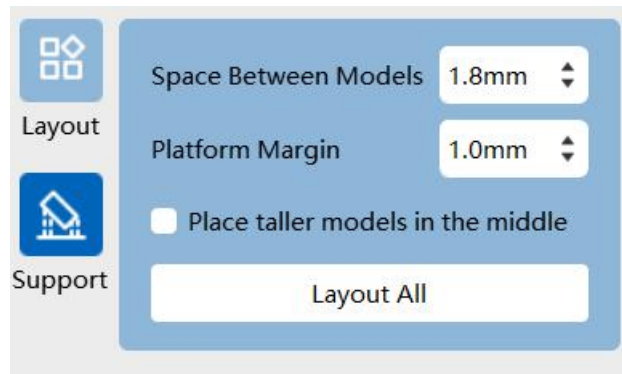 Layout
Support
Space Between Models 1.8mm
Platform Margin 1.0mm
Place taller models in the middle
Layout All